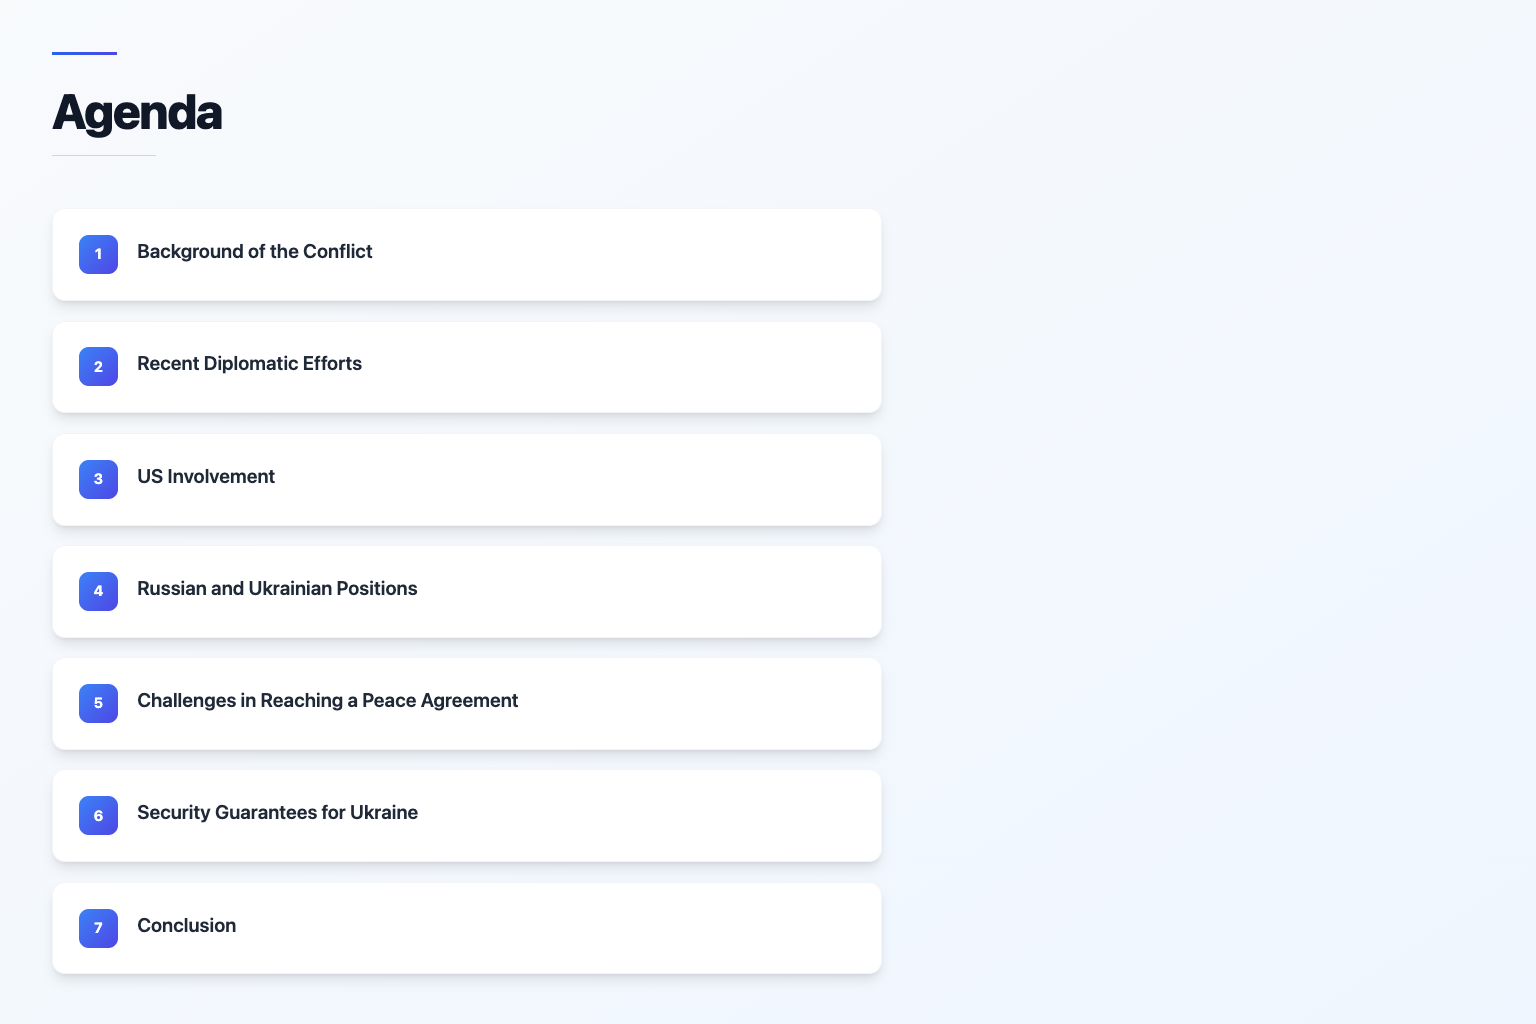 Agenda
1 Background of the Conflict
2 Recent Diplomatic Efforts
3 US Involvement
4 Russian and Ukrainian Positions
5 Challenges in Reaching a Peace Agreement
6 Security Guarantees for Ukraine
7 Conclusion